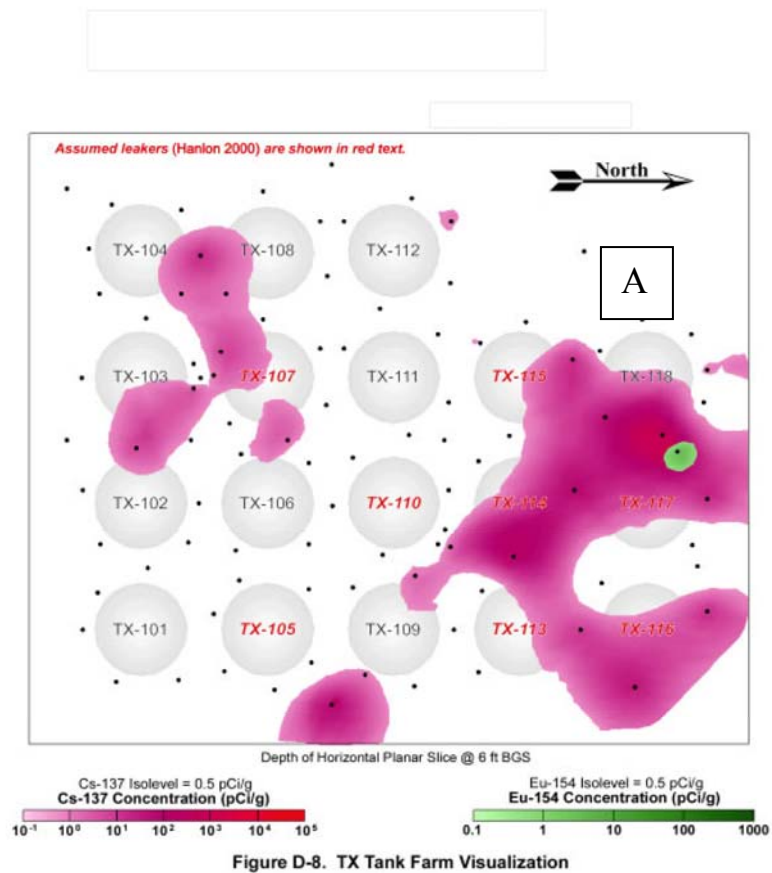 Assumed leakers (Hanlon 2000) are shown in red text.
North
A
TX-104 TX-108 TX-112
TX-103 TX-107 TX-111 TX-115 TX-118
TX-102 TX-106 TX-110 TX-114 TX-117
TX-101 TX-105 TX-109 TX-113 TX-116
Depth of Horizontal Planar Slice @ 6 ft BGS
Cs-137 Isolevel = 0.5 pCi/g
Cs-137 Concentration (pCi/g)
10⁻¹ 10⁰ 10¹ 10² 10³ 10⁴ 10⁵
Eu-154 Isolevel = 0.5 pCi/g
Eu-154 Concentration (pCi/g)
0.1 1 10 100 1000
Figure D-8. TX Tank Farm Visualization